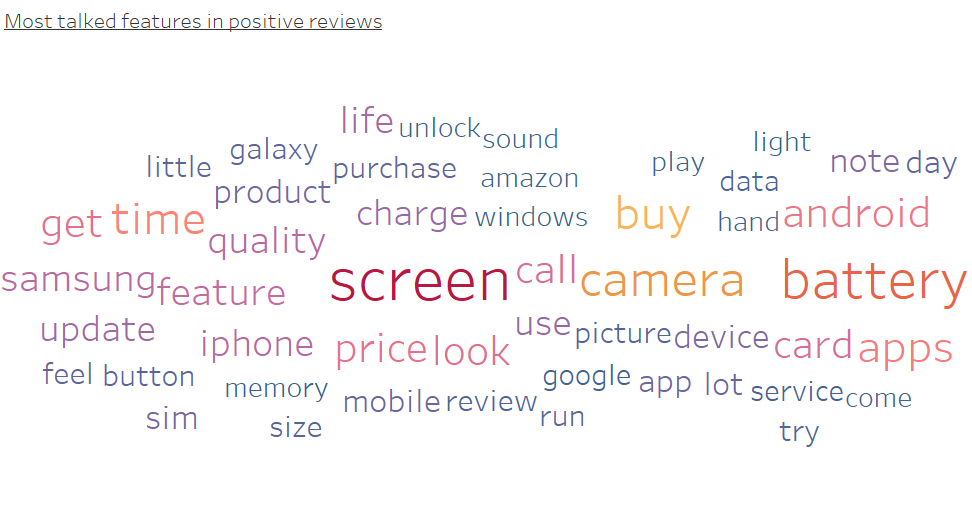 Most talked features in positive reviews
life unlock sound light
little galaxy purchase amazon play data note day
product charge windows buy hand android
get time quality
samsung feature screen call camera battery
update iphone price look use picture device card apps
feel button memory mobile review google app lot service come
sim size run try